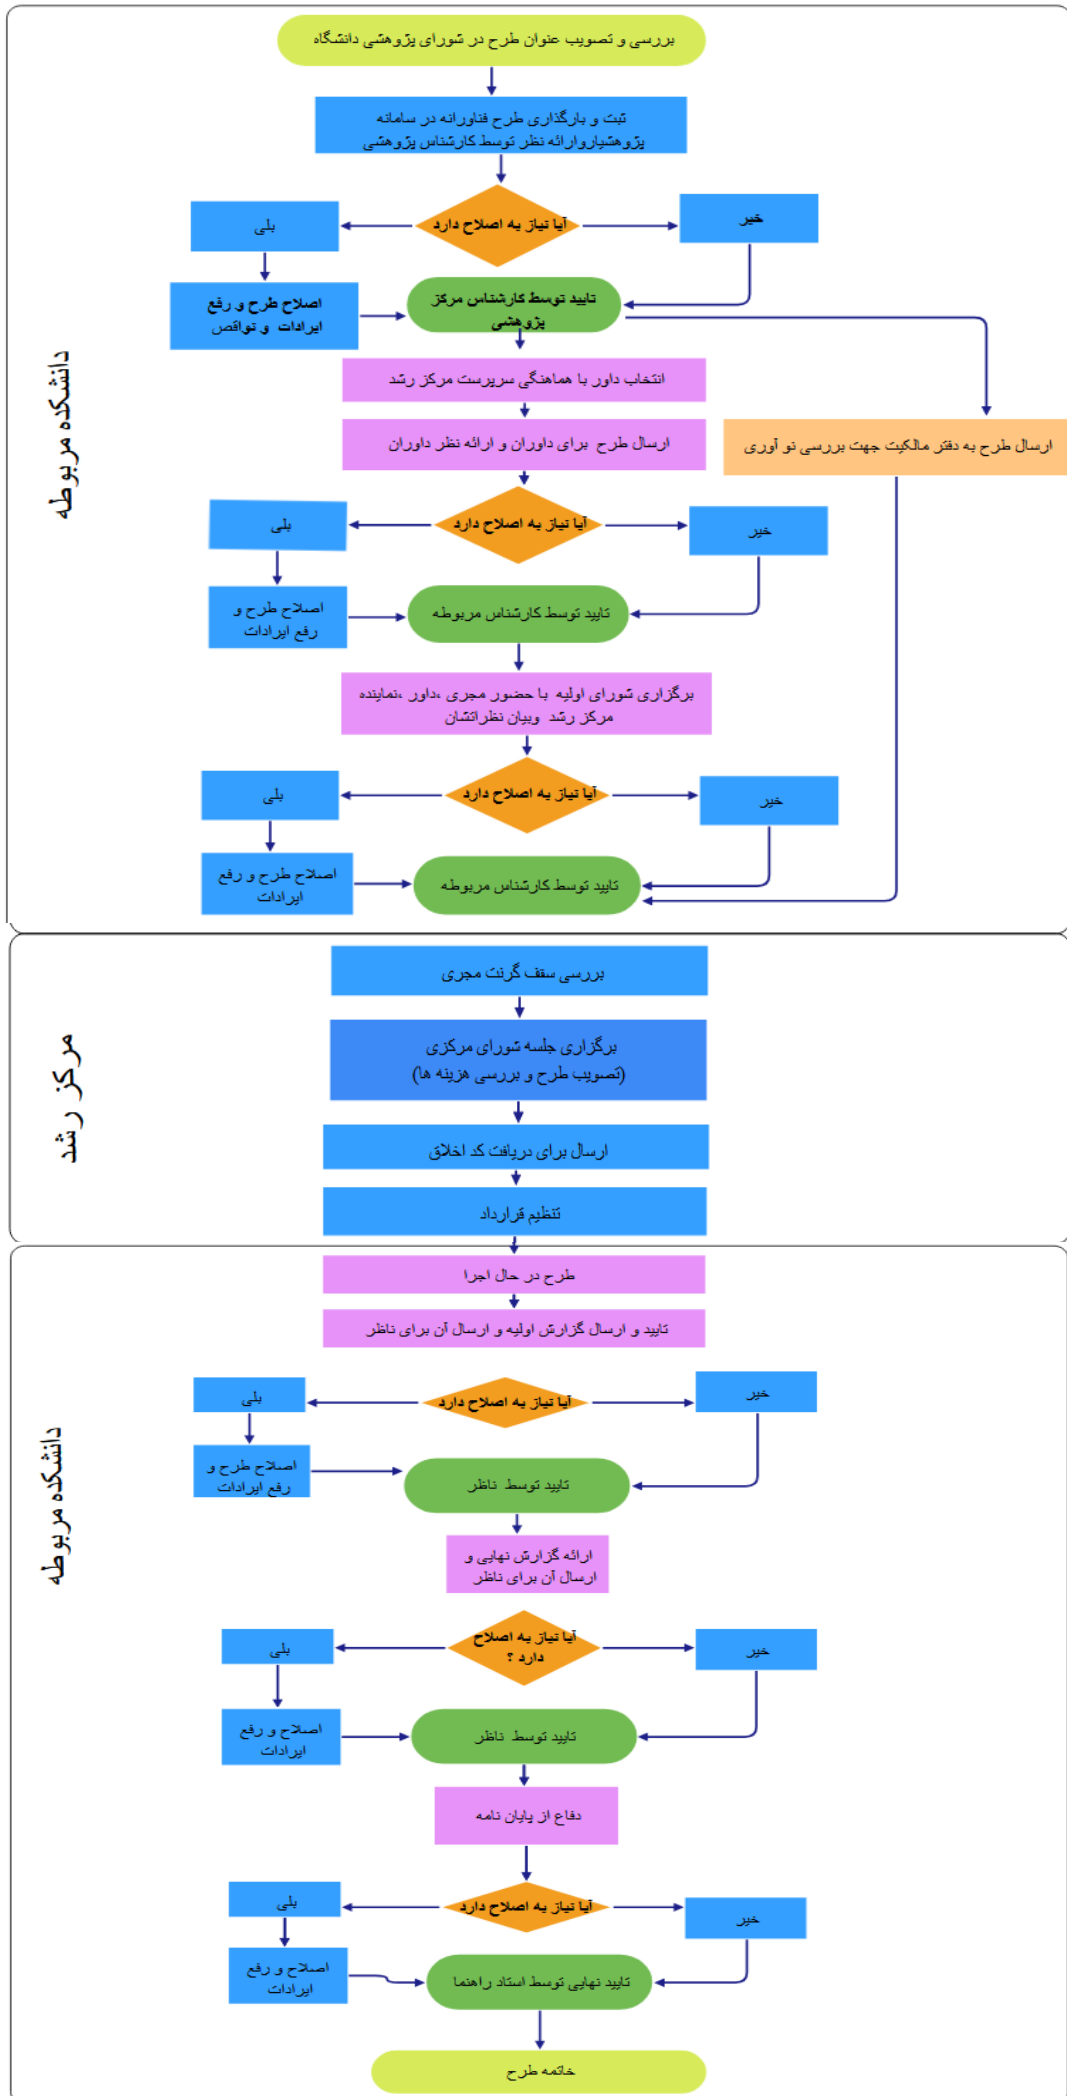 بررسی و تصویب عنوان طرح در شورای پژوهشی دانشگاه
ثبت و بارگذاری طرح فناورانه در سامانه
پژوهشیاروارائه نظر توسط کارشناس پژوهشی
آیا نیاز به اصلاح دارد
خیر
بلی
اصلاح طرح و رفع
ایرادات و نواقص
تایید توسط کارشناس مرکز
پژوهشی
دانشکده مربوطه
انتخاب داور با هماهنگی سرپرست مرکز رشد
ارسال طرح برای داوران و ارائه نظر داوران
ارسال طرح به دفتر مالکیت جهت بررسی نو آوری
آیا نیاز به اصلاح دارد
خیر
بلی
اصلاح طرح و
رفع ایرادات
تایید توسط کارشناس مربوطه
برگزاری شورای اولیه با حضور مجری ،داور ،نماینده
مرکز رشد وبیان نظراتشان
آیا نیاز به اصلاح دارد
خیر
بلی
اصلاح طرح و رفع
ایرادات
تایید توسط کارشناس مربوطه
مرکز رشد
بررسی سقف گرنت مجری
برگزاری جلسه شورای مرکزی
(تصویب طرح و بررسی هزینه ها)
ارسال برای دریافت کد اخلاق
تنظیم قرارداد
دانشکده مربوطه
طرح در حال اجرا
تایید و ارسال گزارش اولیه و ارسال آن برای ناظر
آیا نیاز به اصلاح دارد
خیر
بلی
اصلاح طرح و
رفع ایرادات
تایید توسط ناظر
ارائه گزارش نهایی و
ارسال آن برای ناظر
آیا نیاز به اصلاح
دارد ؟
خیر
بلی
اصلاح و رفع
ایرادات
تایید توسط ناظر
دفاع از پایان نامه
آیا نیاز به اصلاح دارد
خیر
بلی
اصلاح و رفع
ایرادات
تایید نهایی توسط استاد راهنما
خاتمه طرح